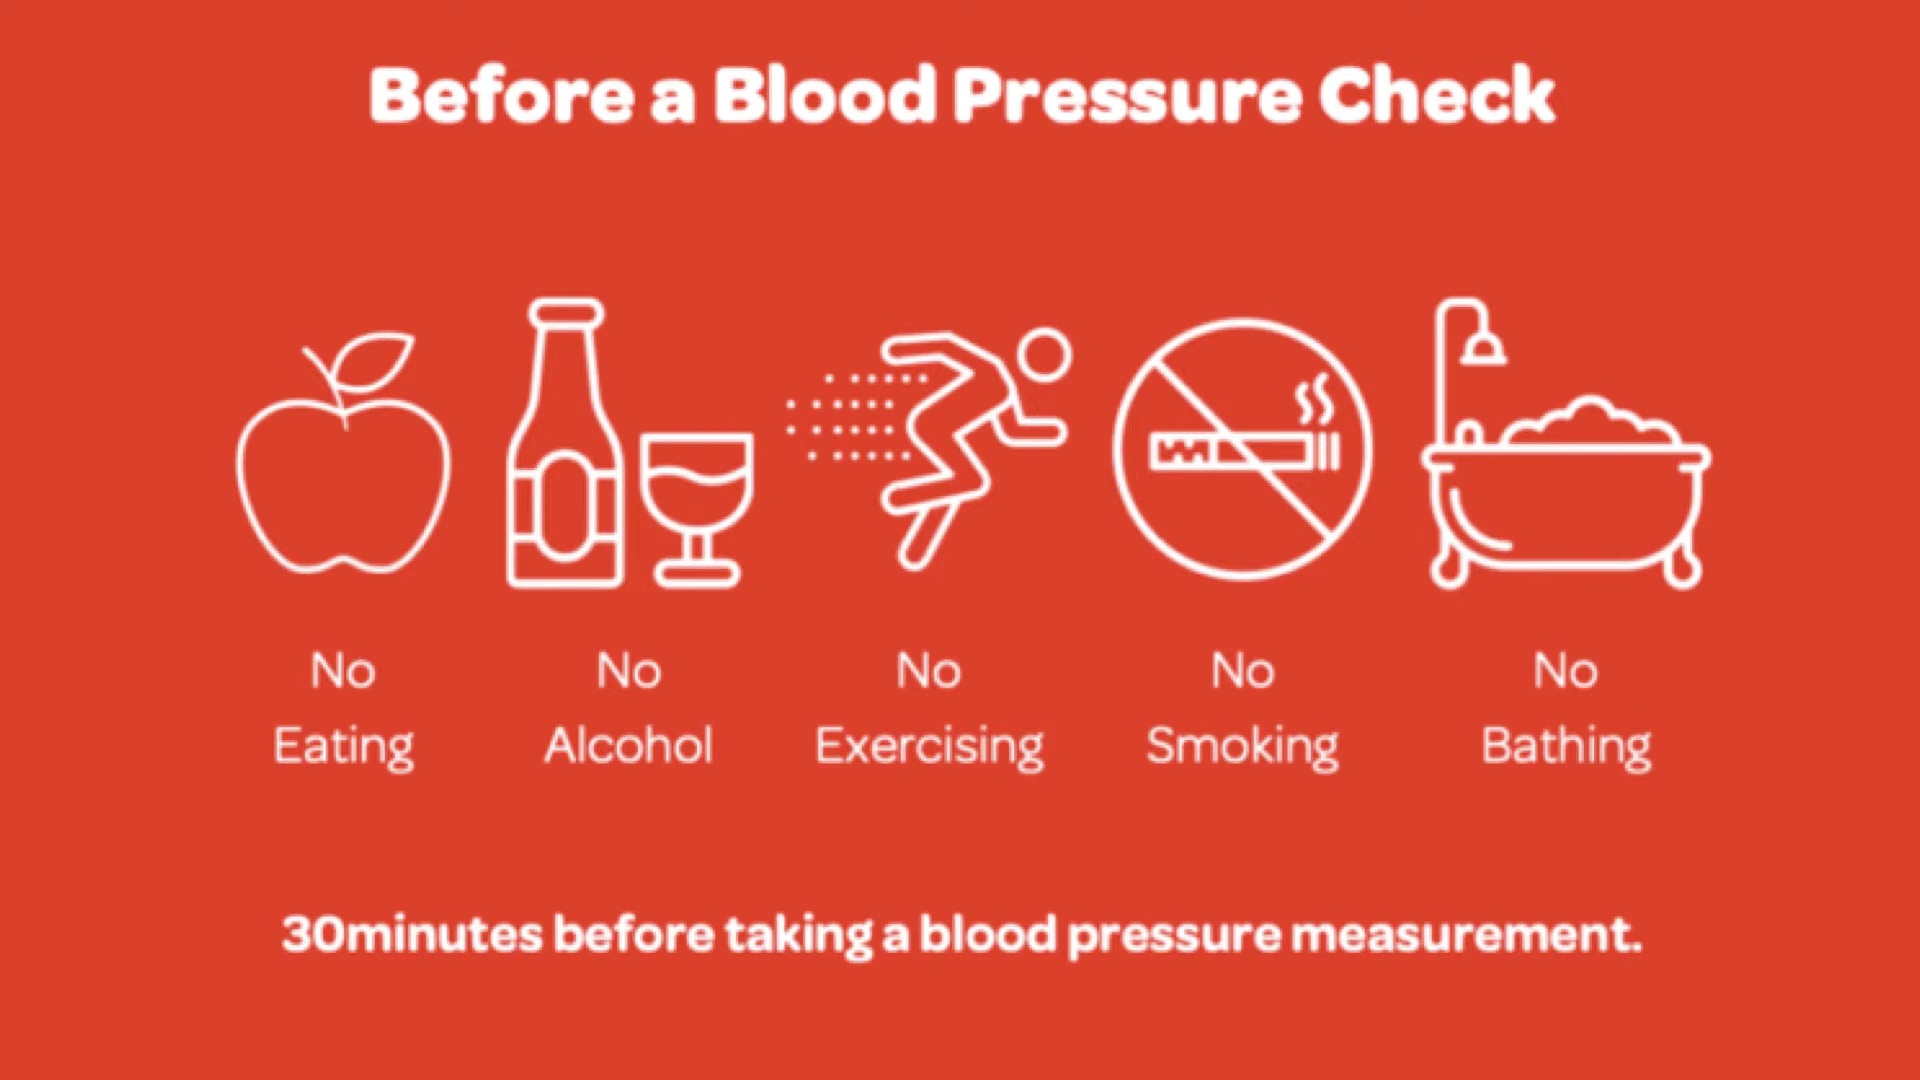 Before a Blood Pressure Check
No
Eating
No
Alcohol
No
Exercising
No
Smoking
No
Bathing
30minutes before taking a blood pressure measurement.